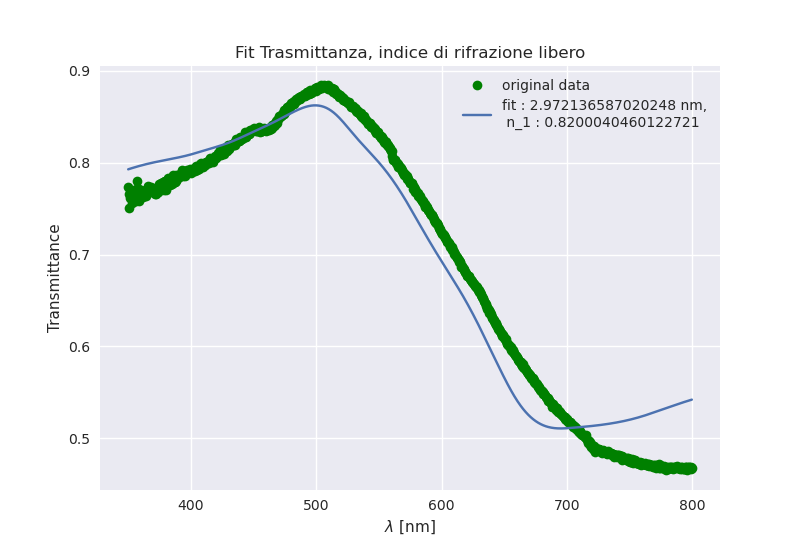 Fit Trasmittanza, indice di rifrazione libero
original data
fit : 2.972136587020248 nm,
n_1 : 0.8200040460122721
0.9
0.8
0.7
0.6
0.5
Transmittance
400 500 600 700 800
λ [nm]